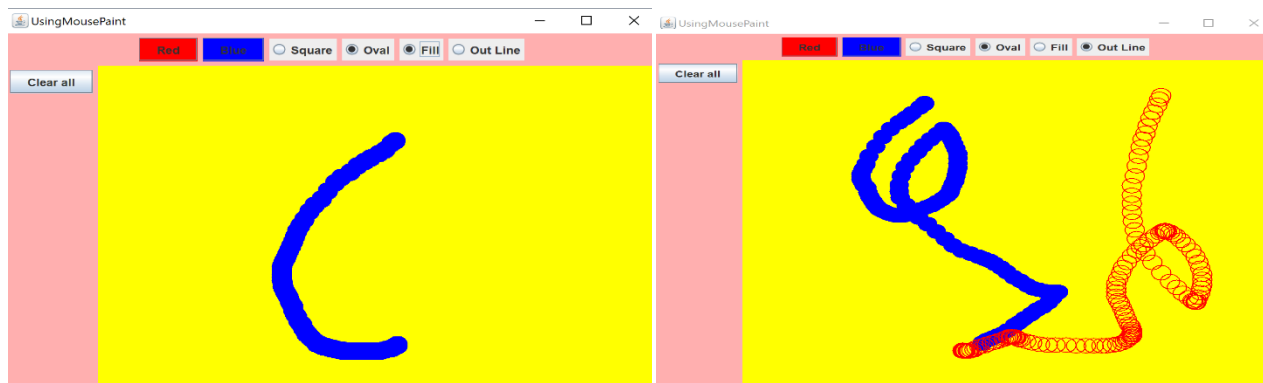 UsingMousePaint
Red Blue Square Oval Fill Out Line
Clear all
UsingMousePaint
Red Blue Square Oval Fill Out Line
Clear all